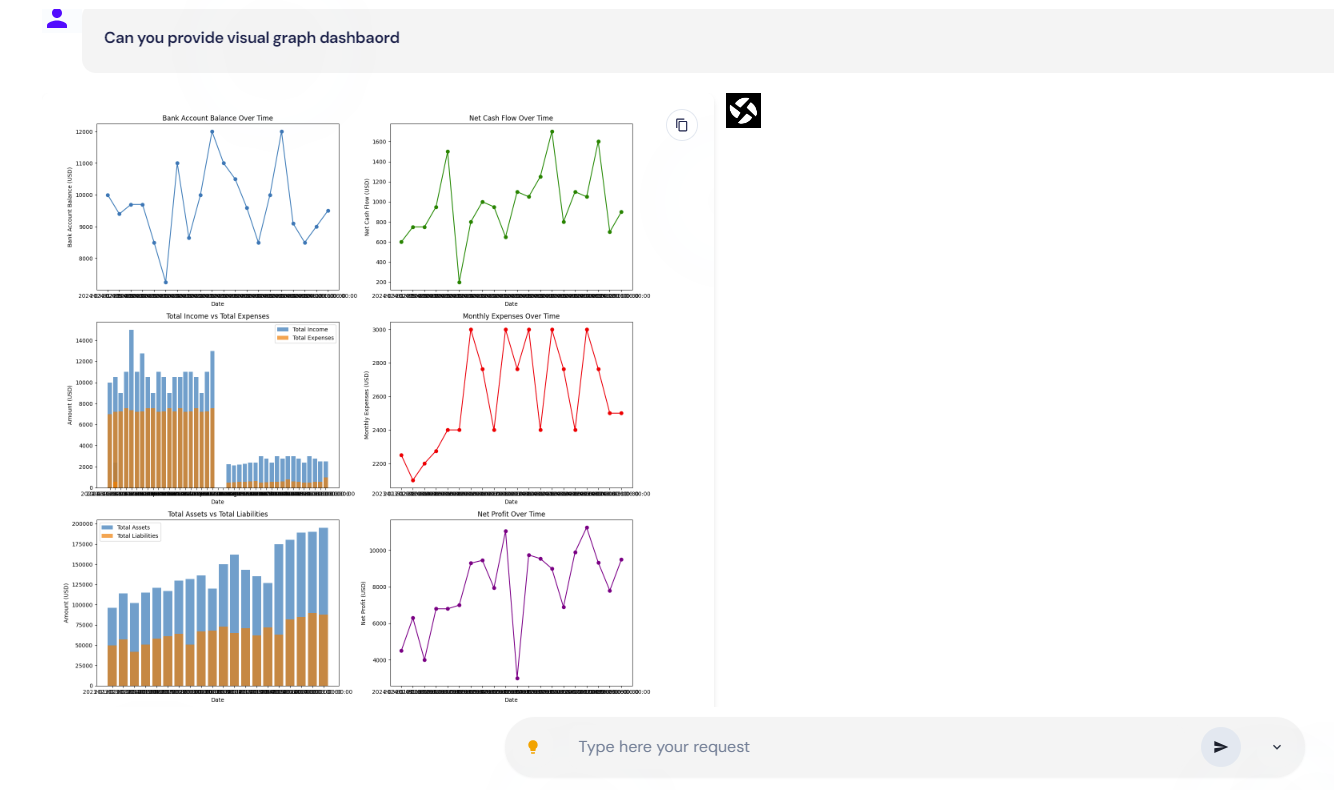 Can you provide visual graph dashbaord
Bank Account Balance Over Time
Bank Account Balance (USD)
12000
11000
10000
9000
8000
Date
Net Cash Flow Over Time
Net Cash Flow (USD)
1600
1400
1200
1000
800
600
400
200
Date
Total Income vs Total Expenses
Total Income
Total Expenses
Amount (USD)
14000
12000
10000
8000
6000
4000
2000
0
Date
Monthly Expenses Over Time
Monthly Expenses (USD)
3000
2800
2600
2400
2200
Date
Total Assets vs Total Liabilities
Total Assets
Total Liabilities
Amount (USD)
200000
175000
150000
125000
100000
75000
50000
25000
0
Date
Net Profit Over Time
Net Profit (USD)
10000
8000
6000
4000
Date
Type here your request